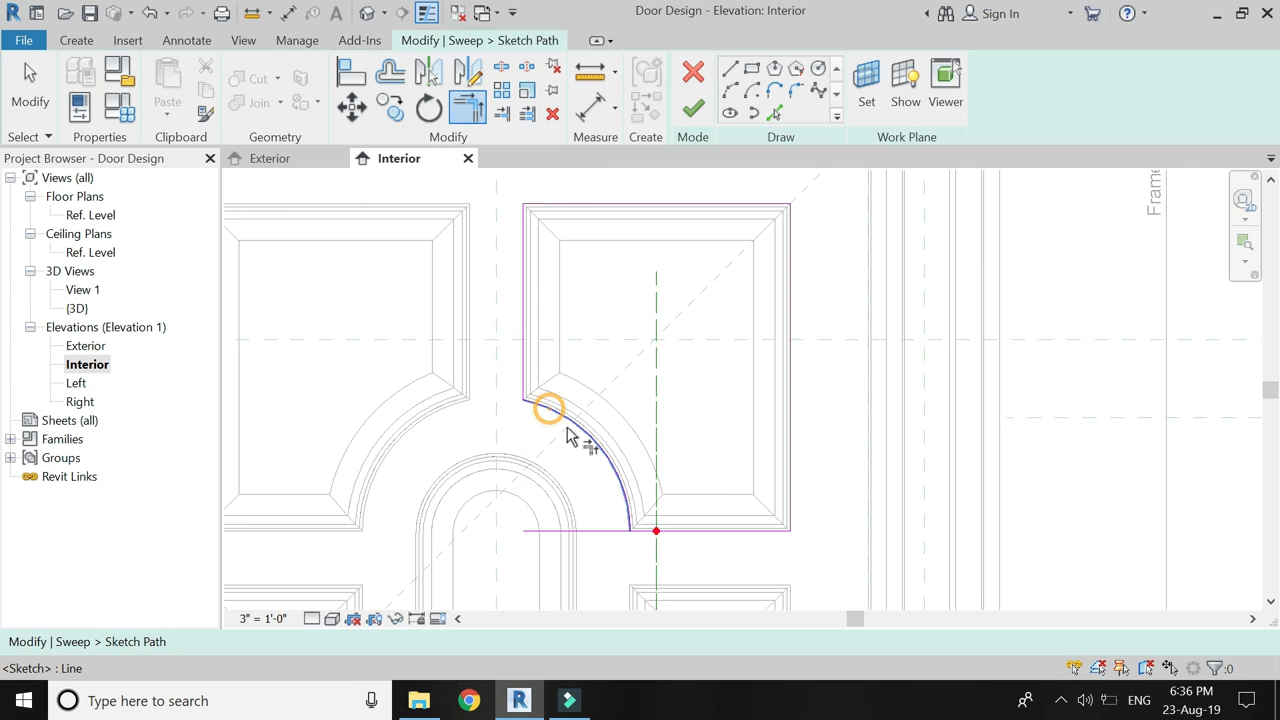 Door Design - Elevation: Interior
Sign In
File Create Insert Annotate View Manage Add-Ins Modify | Sweep > Sketch Path
Modify Paste Cut Join Set Show Viewer
Select Properties Clipboard Geometry Modify Measure Create Mode Draw Work Plane
Project Browser - Door Design
Exterior Interior
Views (all)
Floor Plans
Ref. Level
Ceiling Plans
Ref. Level
3D Views
View 1
{3D}
Elevations (Elevation 1)
Exterior
Interior
Left
Right
Sheets (all)
Families
Groups
Revit Links
Frame
3" = 1'-0"
Modify | Sweep > Sketch Path
<Sketch> : Line
:0
Type here to search
ENG
6:36 PM
23-Aug-19